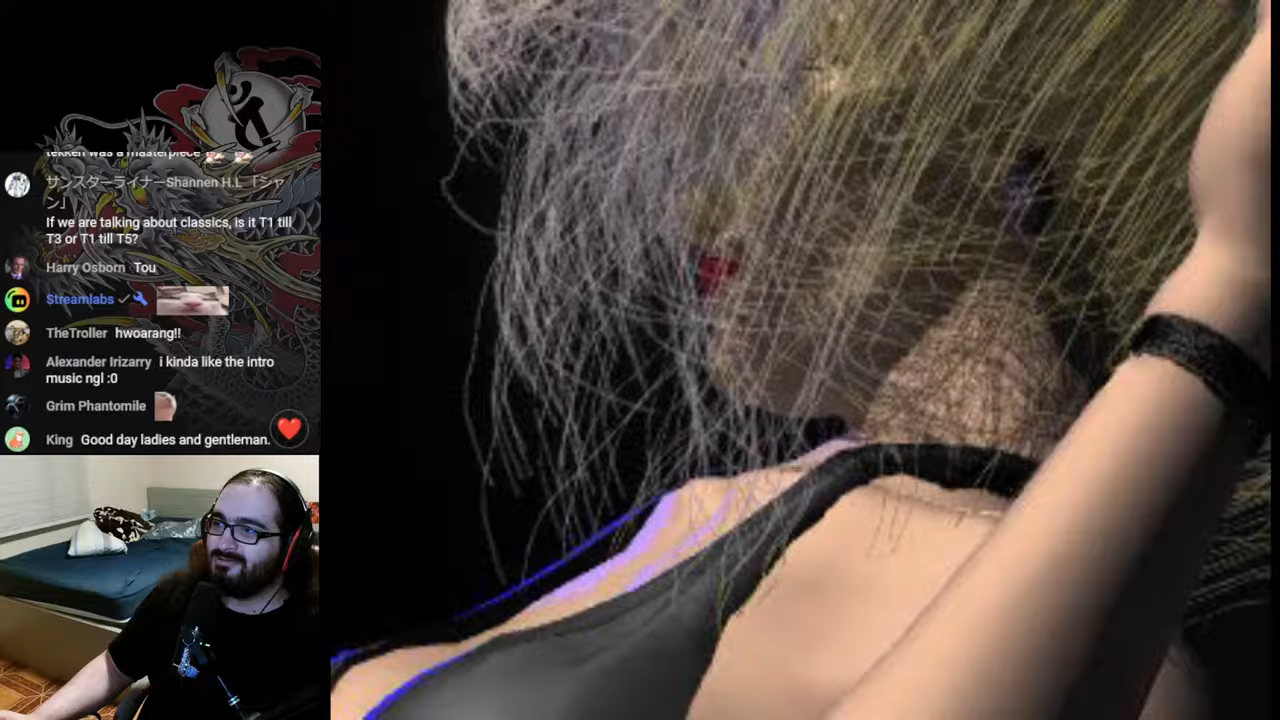 tekken was a masterpiece
サンスターライナーShannen H.L 「シャ
ン」
If we are talking about classics, is it T1 till
T3 or T1 till T5?
Harry Osborn Tou
Streamlabs
TheTroller hwoarang!!
Alexander Irizarry i kinda like the intro
music ngl :0
Grim Phantomile
King Good day ladies and gentleman.